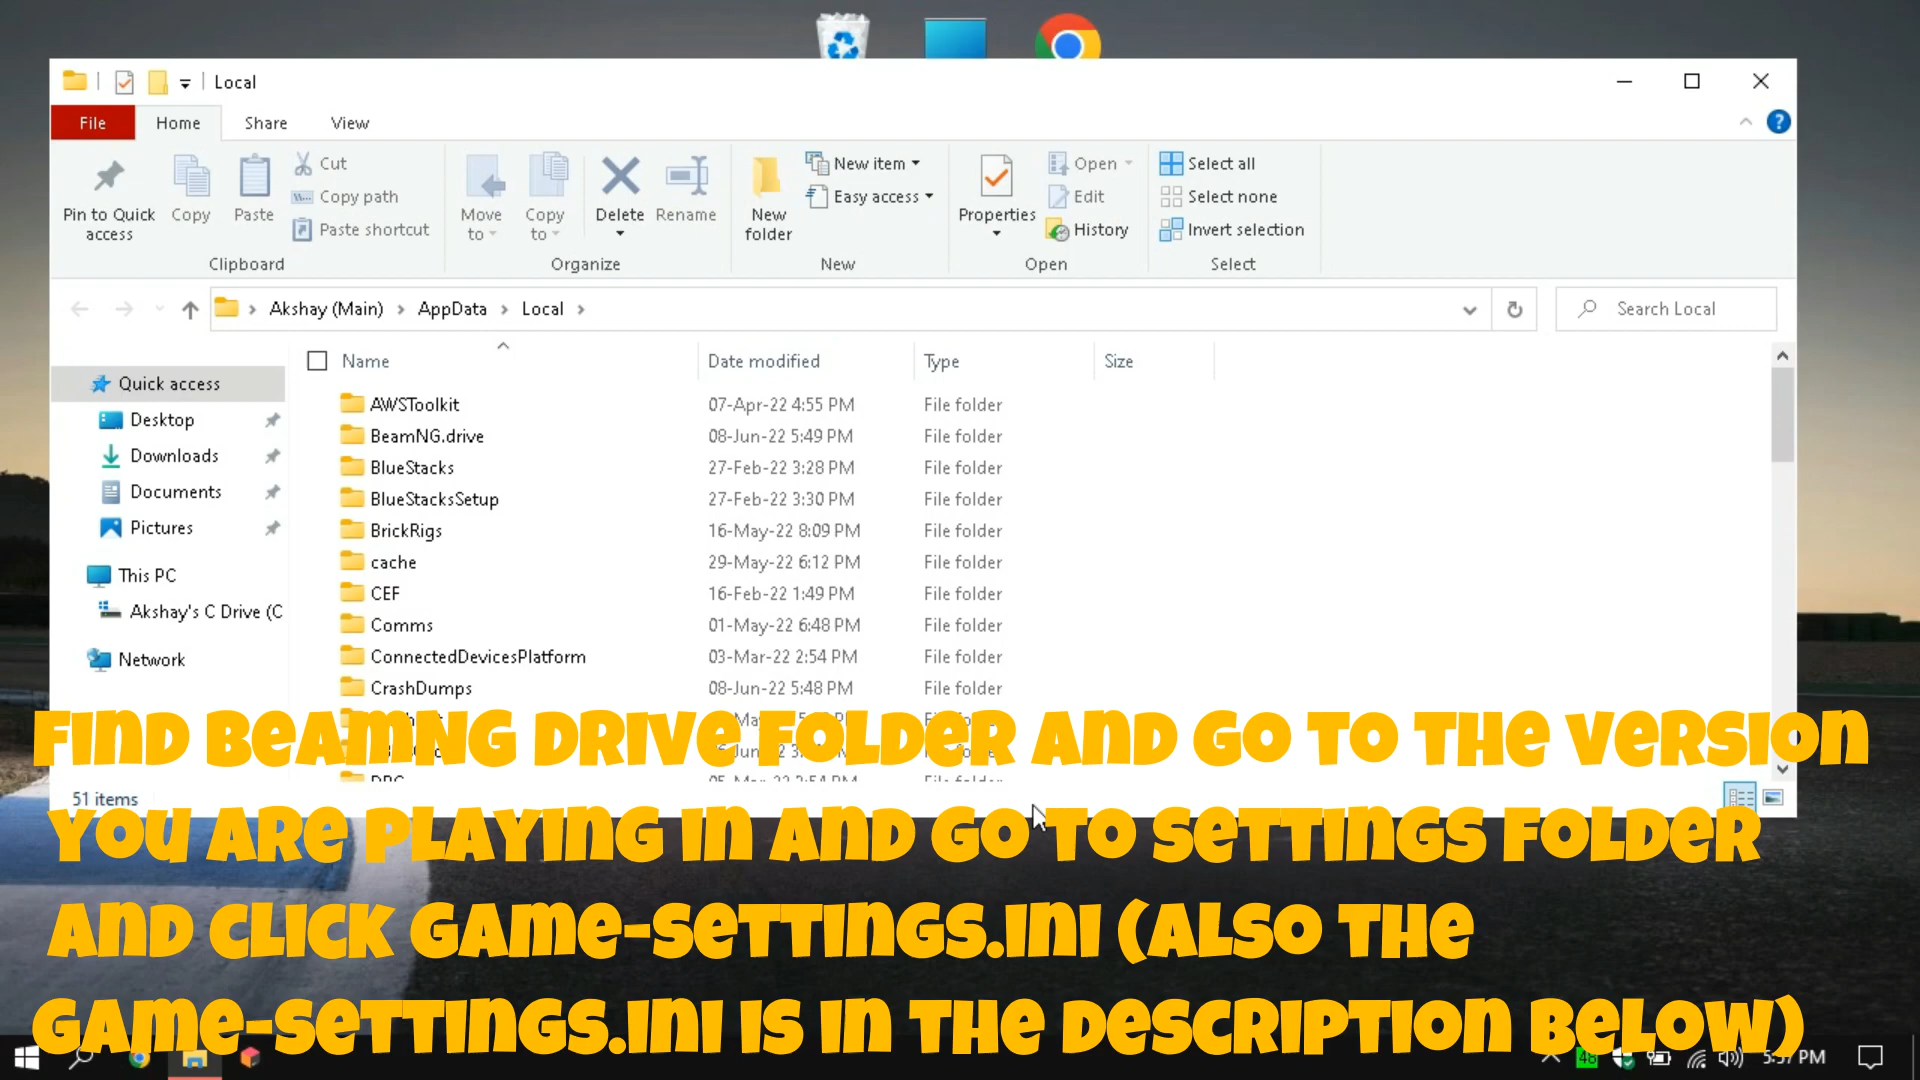 Local
File
Home
Share
View
Pin to Quick access
Copy
Paste
Cut
Copy path
Paste shortcut
Clipboard
Move to
Copy to
Delete
Rename
Organize
New folder
New item
Easy access
New
Properties
Open
Edit
History
Open
Select all
Select none
Invert selection
Select
Akshay (Main) › AppData › Local ›
Search Local
Quick access
Desktop
Downloads
Documents
Pictures
This PC
Akshay's C Drive (C
Network
Name Date modified Type Size
AWSToolkit 07-Apr-22 4:55 PM File folder
BeamNG.drive 08-Jun-22 5:49 PM File folder
BlueStacks 27-Feb-22 3:28 PM File folder
BlueStacksSetup 27-Feb-22 3:30 PM File folder
BrickRigs 16-May-22 8:09 PM File folder
cache 29-May-22 6:12 PM File folder
CEF 16-Feb-22 1:49 PM File folder
Comms 01-May-22 6:48 PM File folder
ConnectedDevicesPlatform 03-Mar-22 2:54 PM File folder
CrashDumps 08-Jun-22 5:48 PM File folder
51 items
Find BeamNG drive folder and go to the version
you are playing in and go to settings folder
and click game-settings.ini (also the
game-settings.ini is in the description below)
48
5:57 PM